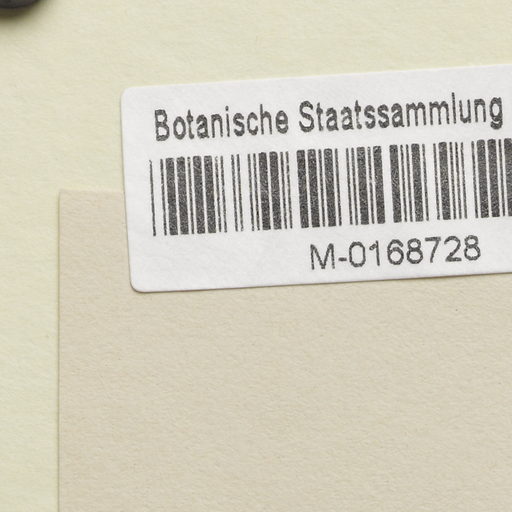 Botanische Staatssammlung
M-0168728